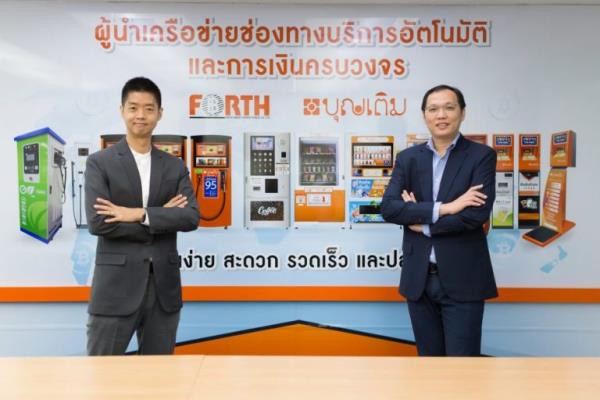 ผู้นำเครือข่ายช่องทางบริการอัตโนมัติ
และการเงินครบวงจร
FORTH บุญเติม
95
Coffee
ง่าย สะดวก รวดเร็ว และปล